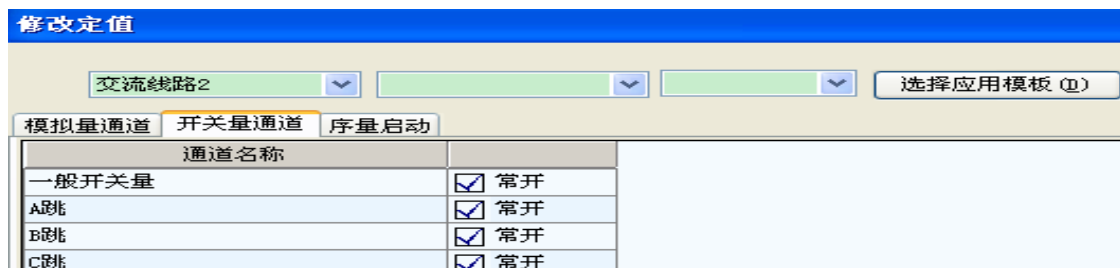 修改定值
交流线路2 选择应用模板(D)
模拟量通道 开关量通道 序量启动
通道名称
一般开关量 常开
A跳 常开
B跳 常开
C跳 常开